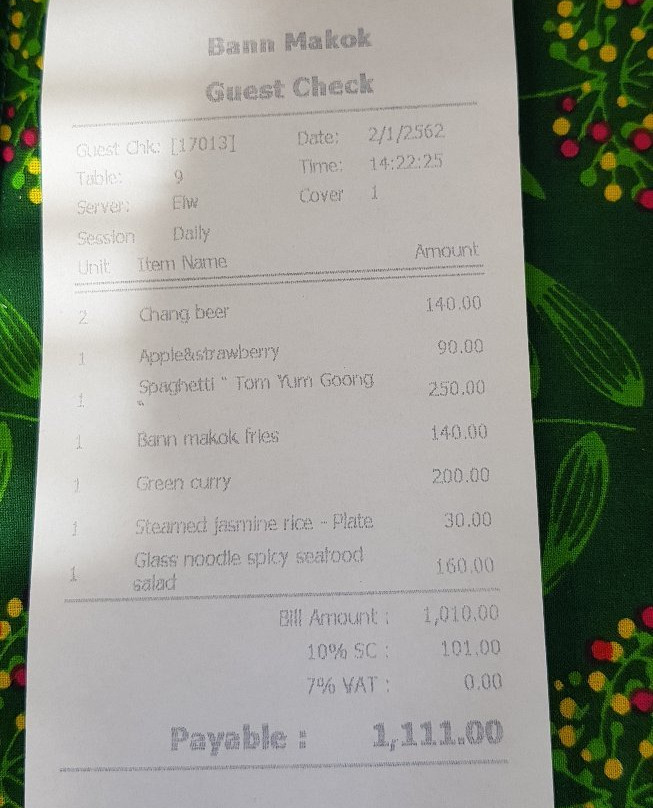 Bann Makok
Guest Check
Guest Chk: [17013] Date: 2/1/2562
Table: 9 Time: 14:22:25
Server: Eiw Cover 1
Session Daily
Unit Item Name Amount
2 Chang beer 140.00
1 Apple&strawberry 90.00
1 Spaghetti " Tom Yum Goong 250.00
"
1 Bann makok fries 140.00
1 Green curry 200.00
1 Steamed jasmine rice - Plate 30.00
1 Glass noodle spicy seafood 160.00
salad
Bill Amount : 1,010.00
10% SC : 101.00
7% VAT : 0.00
Payable : 1,111.00